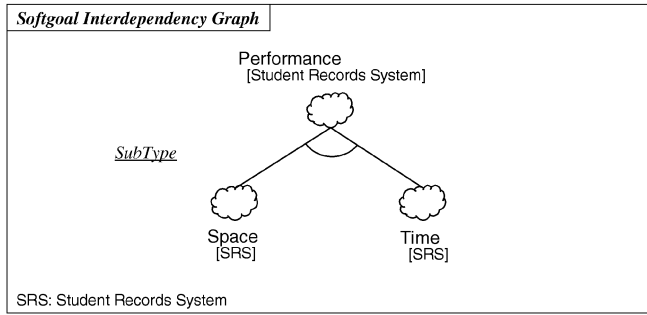 Softgoal Interdependency Graph
Performance
[Student Records System]
SubType
Space
[SRS]
Time
[SRS]
SRS: Student Records System